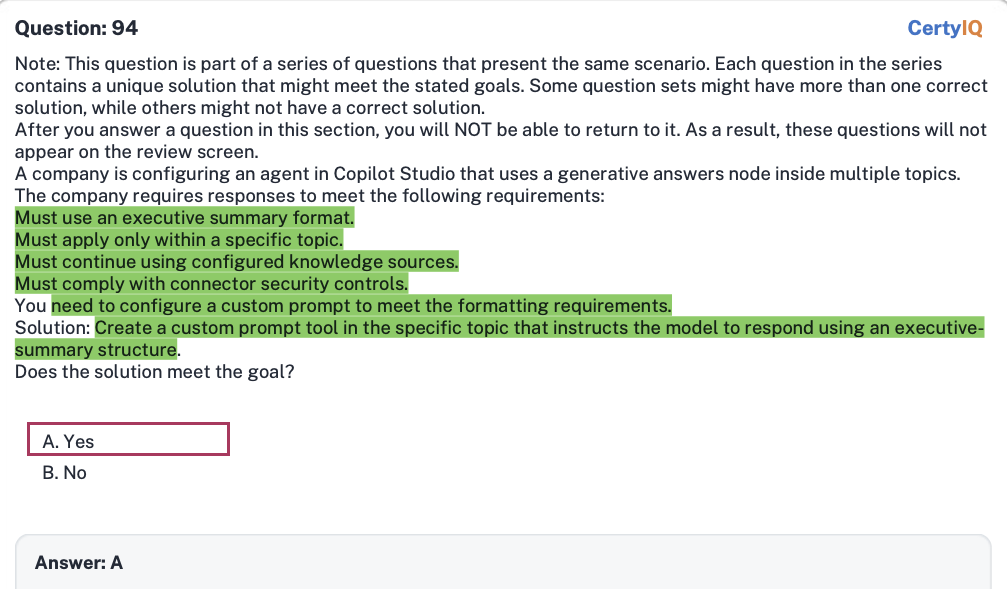 Question: 94
CertyIQ
Note: This question is part of a series of questions that present the same scenario. Each question in the series
contains a unique solution that might meet the stated goals. Some question sets might have more than one correct
solution, while others might not have a correct solution.
After you answer a question in this section, you will NOT be able to return to it. As a result, these questions will not
appear on the review screen.
A company is configuring an agent in Copilot Studio that uses a generative answers node inside multiple topics.
The company requires responses to meet the following requirements:
Must use an executive summary format.
Must apply only within a specific topic.
Must continue using configured knowledge sources.
Must comply with connector security controls.
You need to configure a custom prompt to meet the formatting requirements.
Solution: Create a custom prompt tool in the specific topic that instructs the model to respond using an executive-
summary structure.
Does the solution meet the goal?
A. Yes
B. No
Answer: A